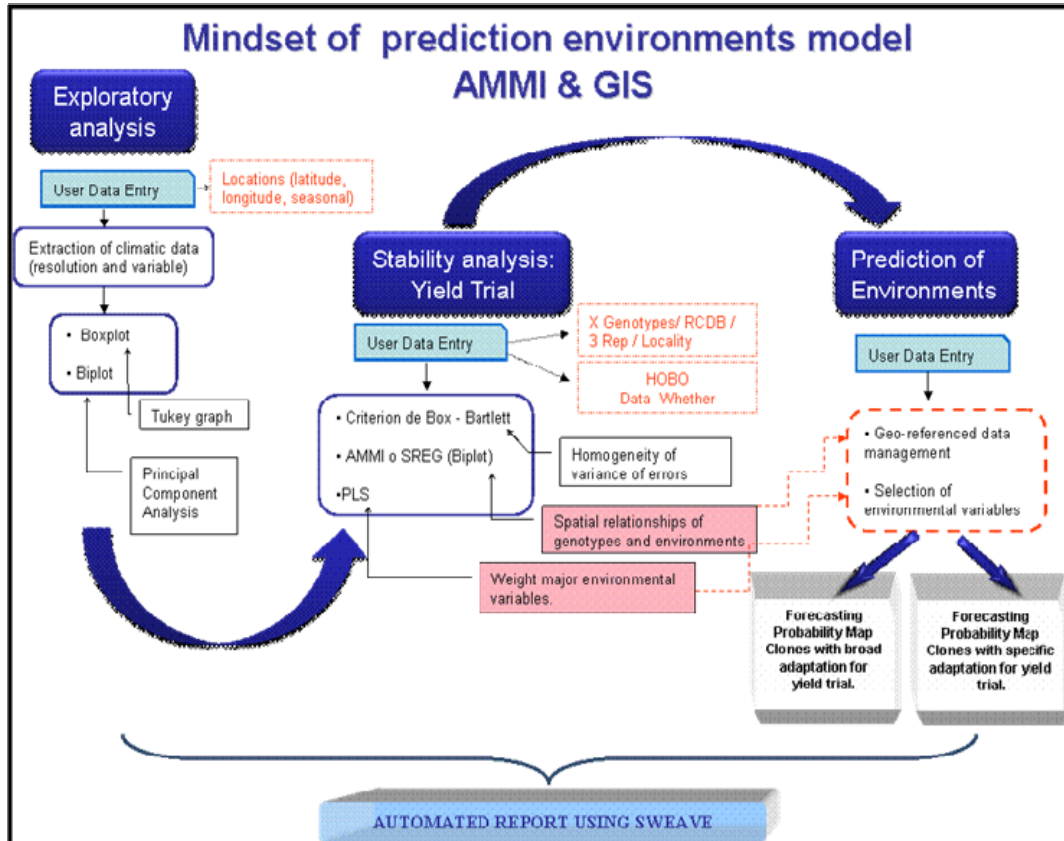 Mindset of prediction environments model
AMMI & GIS
Exploratory
analysis
User Data Entry
Locations (latitude,
longitude, seasonal)
Extraction of climatic data
(resolution and variable)
• Boxplot
• Biplot
Tukey graph
Principal
Component
Analysis
Stability analysis:
Yield Trial
User Data Entry
X Genotypes/ RCDB /
3 Rep / Locality
HOBO
Data Whether
• Criterion de Box - Bartlett
• AMMI o SREG (Biplot)
•PLS
Homogeneity of
variance of errors
Spatial relationships of
genotypes and environments
Weight major environmental
variables.
Prediction of
Environments
User Data Entry
• Geo-referenced data
management
• Selection of
environmental variables
Forecasting
Probability Map
Clones with broad
adaptation for
yield trial.
Forecasting
Probability Map
Clones with specific
adaptation for yield
trial.
AUTOMATED REPORT USING SWEAVE